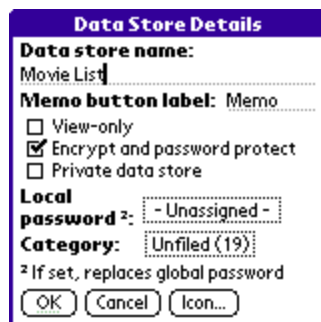 Data Store Details
Data store name:
Movie List
Memo button label: Memo
View-only
Encrypt and password protect
Private data store
Local
password ²: - Unassigned -
Category: Unfiled (19)
² If set, replaces global password
OK Cancel Icon...